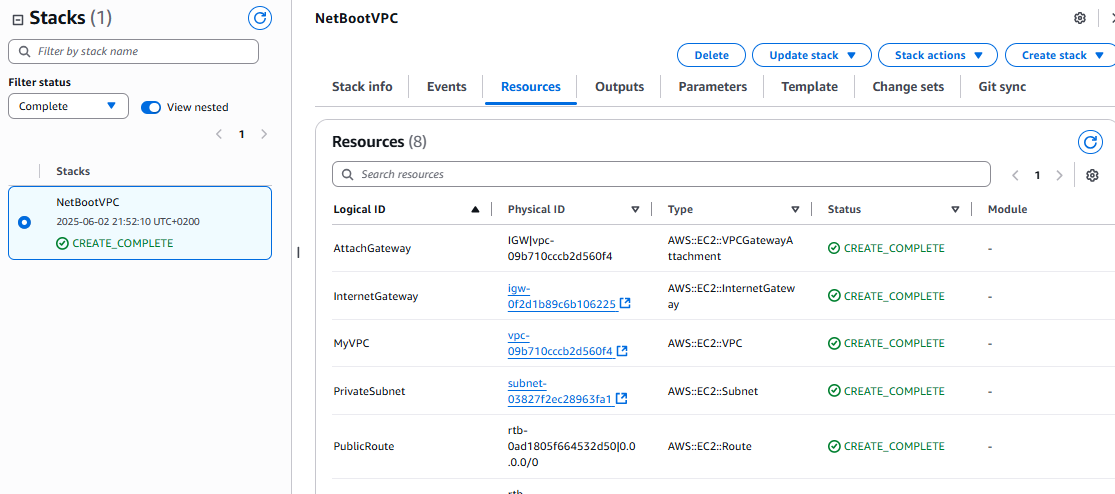 Stacks (1)
Filter by stack name
Filter status
Complete
View nested
1
Stacks
NetBootVPC
2025-06-02 21:52:10 UTC+0200
CREATE_COMPLETE
NetBootVPC
Delete
Update stack
Stack actions
Create stack
Stack info
Events
Resources
Outputs
Parameters
Template
Change sets
Git sync
Resources (8)
Search resources
1
Logical ID
Physical ID
Type
Status
Module
AttachGateway
IGW|vpc-
09b710cccb2d560f4
AWS::EC2::VPCGatewayA
ttachment
CREATE_COMPLETE
-
InternetGateway
igw-
0f2d1b89c6b106225
AWS::EC2::InternetGatew
ay
CREATE_COMPLETE
-
MyVPC
vpc-
09b710cccb2d560f4
AWS::EC2::VPC
CREATE_COMPLETE
-
PrivateSubnet
subnet-
03827f2ec28963fa1
AWS::EC2::Subnet
CREATE_COMPLETE
-
PublicRoute
rtb-
0ad1805f664532d50|0.0
.0.0/0
AWS::EC2::Route
CREATE_COMPLETE
-
rtb-